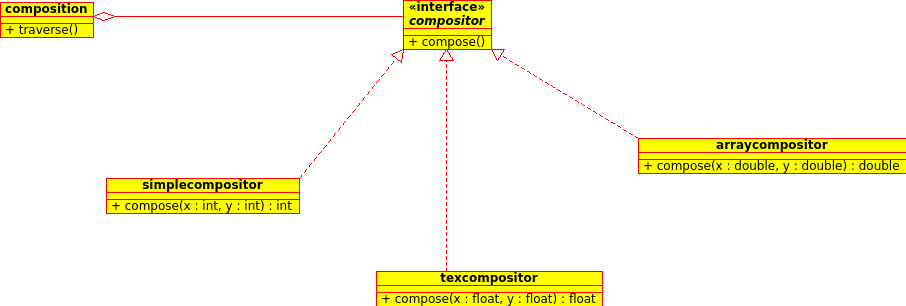 composition
+ traverse()
«interface»
compositor
+ compose()
arraycompositor
+ compose(x : double, y : double) : double
simplecompositor
+ compose(x : int, y : int) : int
texcompositor
+ compose(x : float, y : float) : float